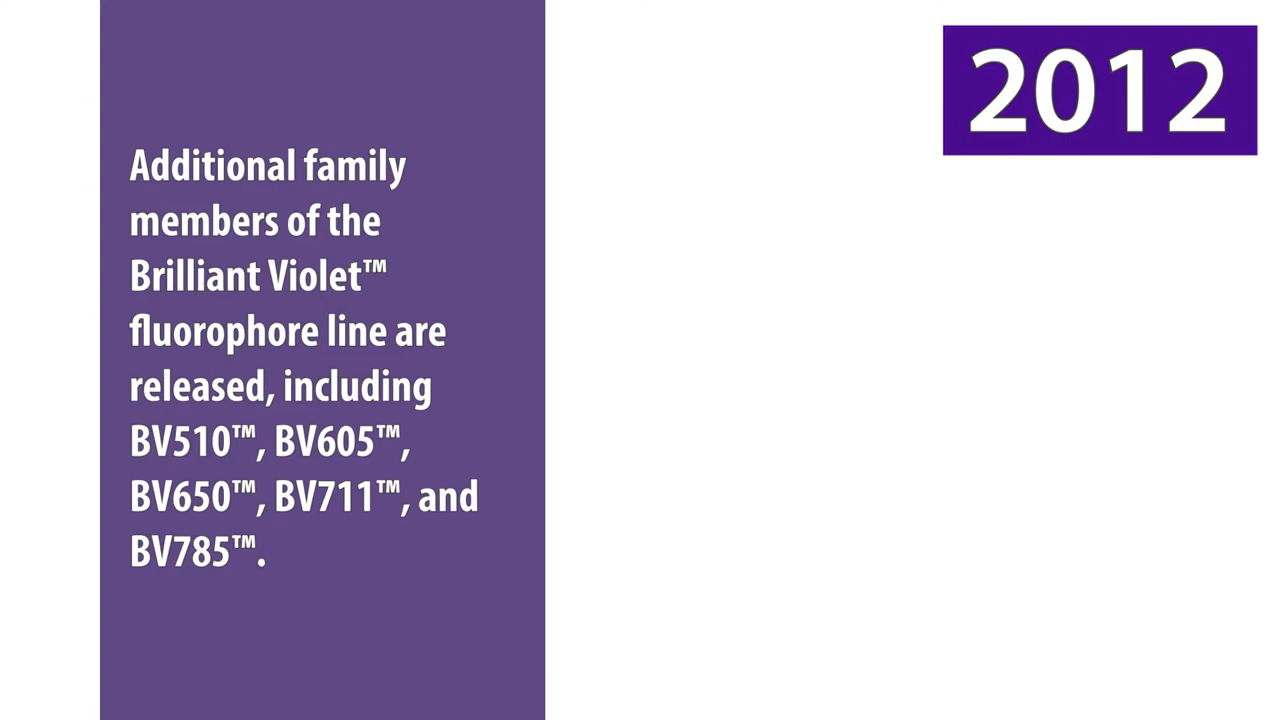 2012
Additional family
members of the
Brilliant Violet™
fluorophore line are
released, including
BV510™, BV605™,
BV650™, BV711™, and
BV785™.